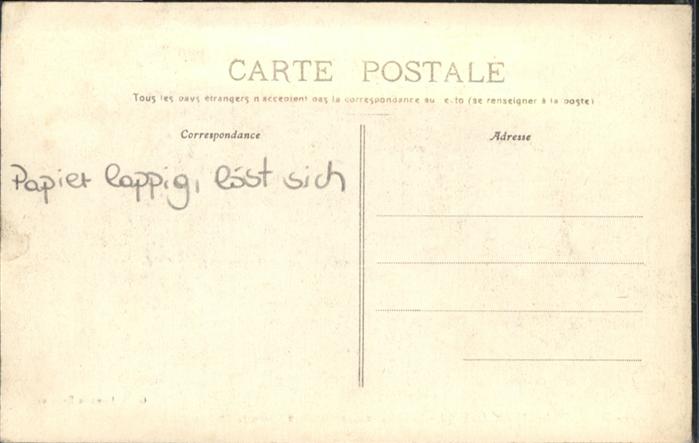 CARTE POSTALE
Tous les pays étrangers n'acceptent pas la correspondance au recto (se renseigner à la poste)
Correspondance
Adresse
Papier lappig, löst sich